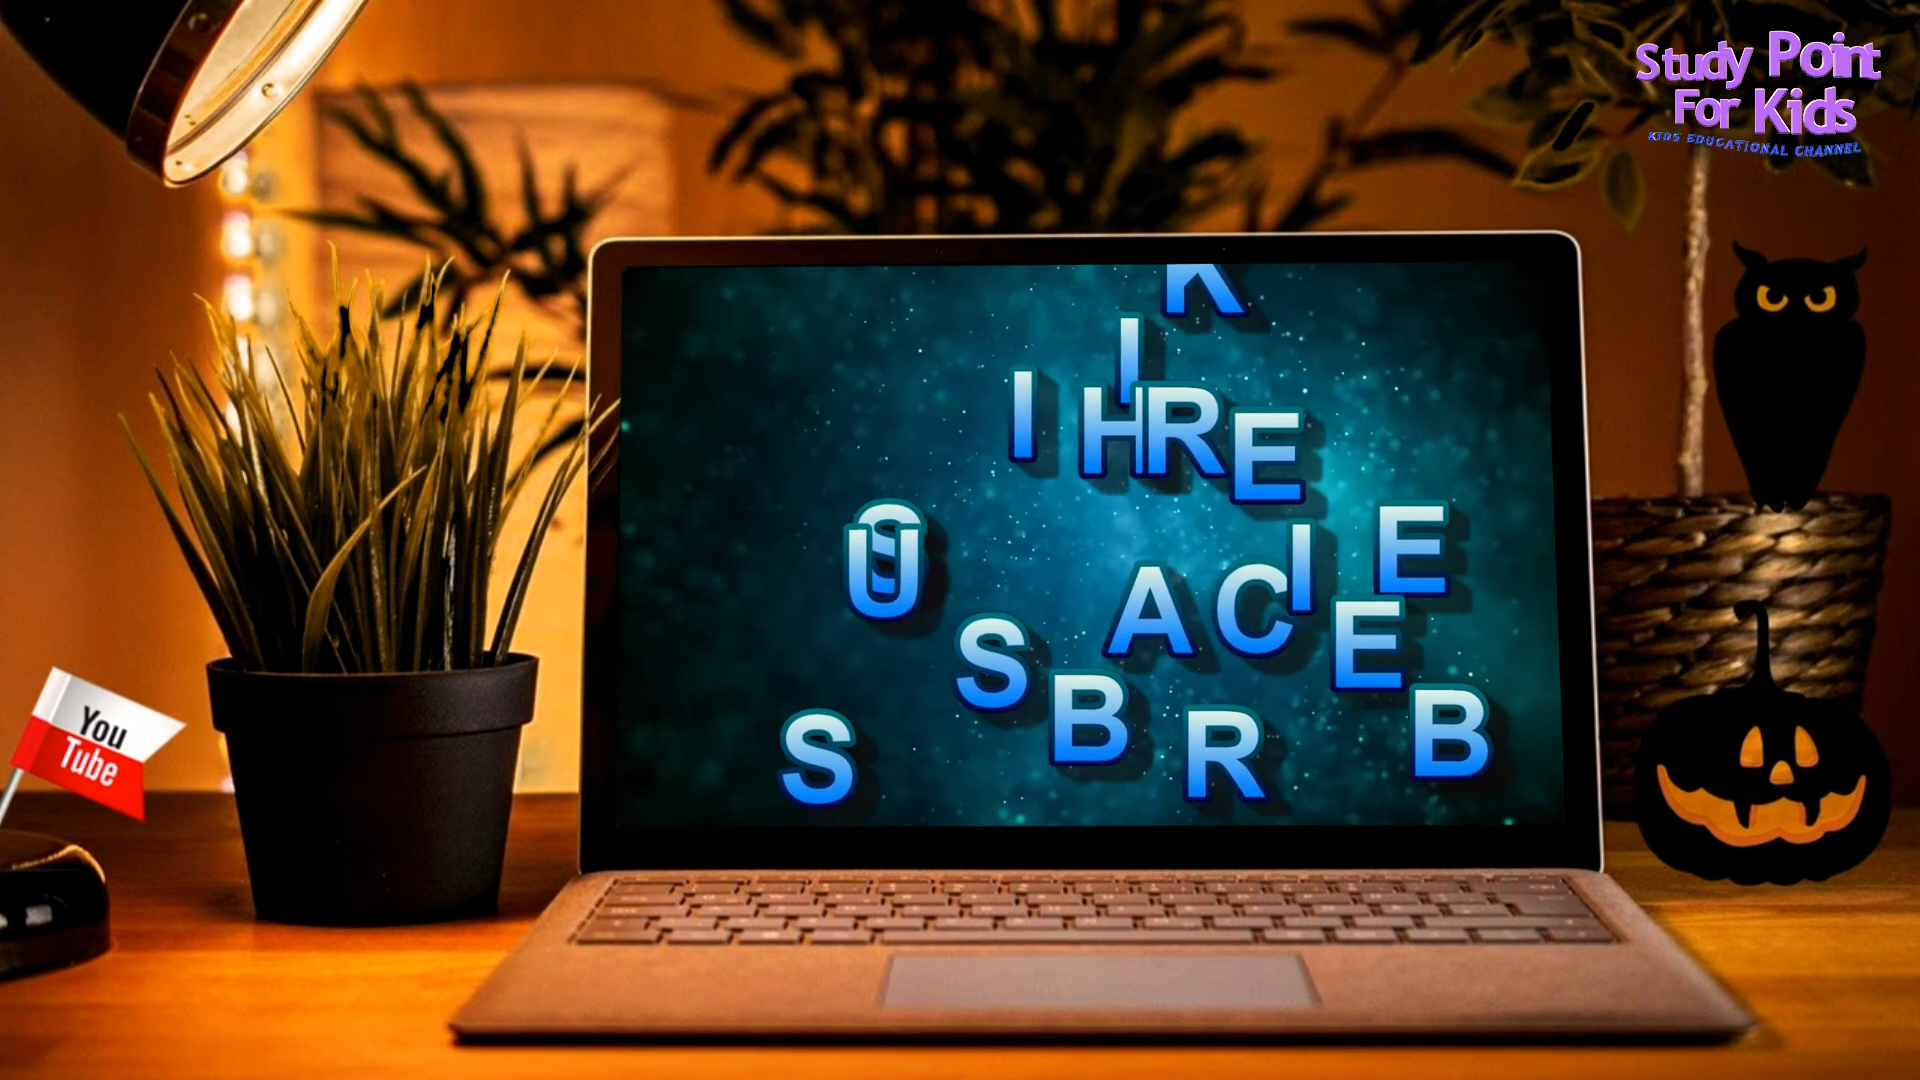 Study Point
For Kids
KIDS EDUCATIONAL CHANNEL
K
I
I H R E
S U A C I E
S E
S B R B
You
Tube